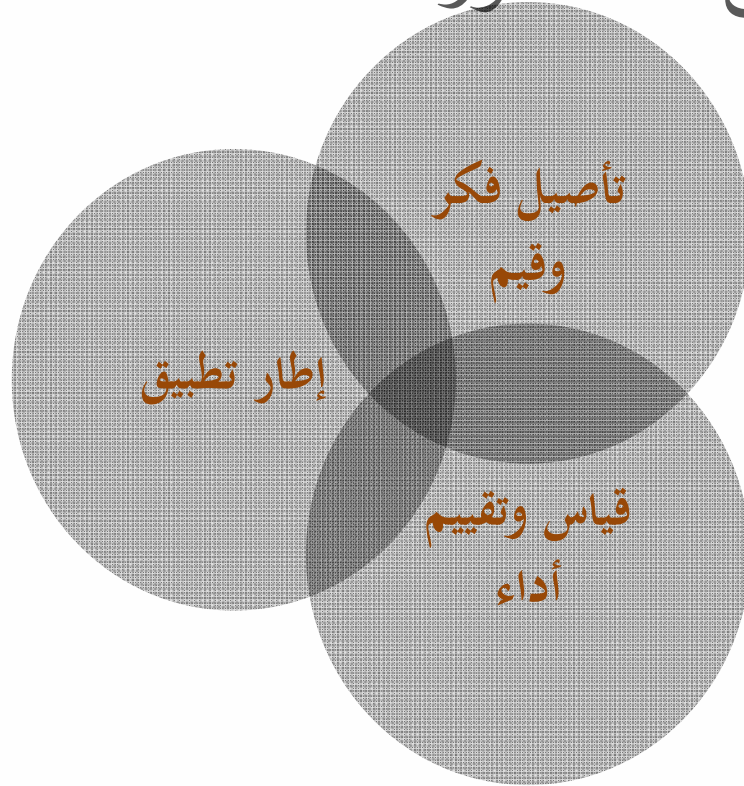 تأصيل فكر
وقيم
إطار تطبيق
قياس وتقييم
أداء